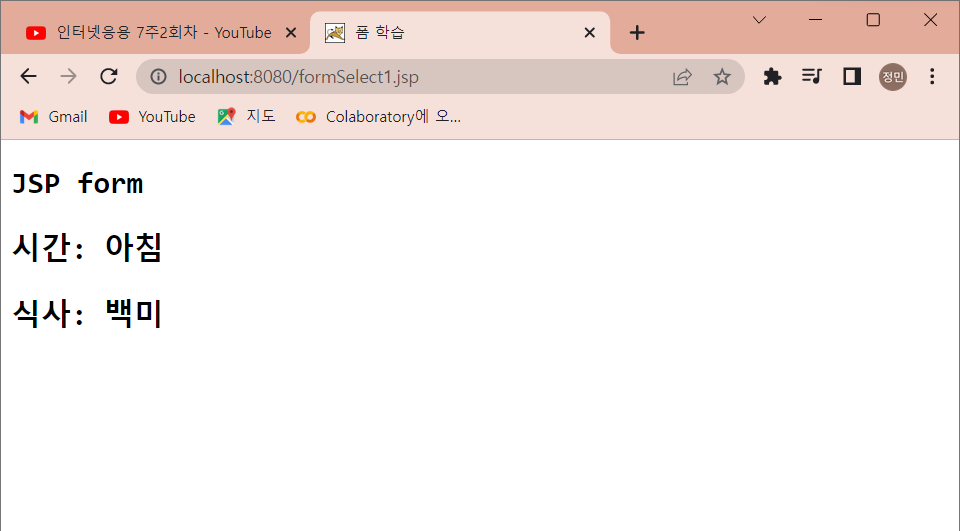 인터넷응용 7주2회차 - YouTube
폼 학습
localhost:8080/formSelect1.jsp
정민
Gmail
YouTube
지도
Colaboratory에 오...
JSP form
시간: 아침
식사: 백미